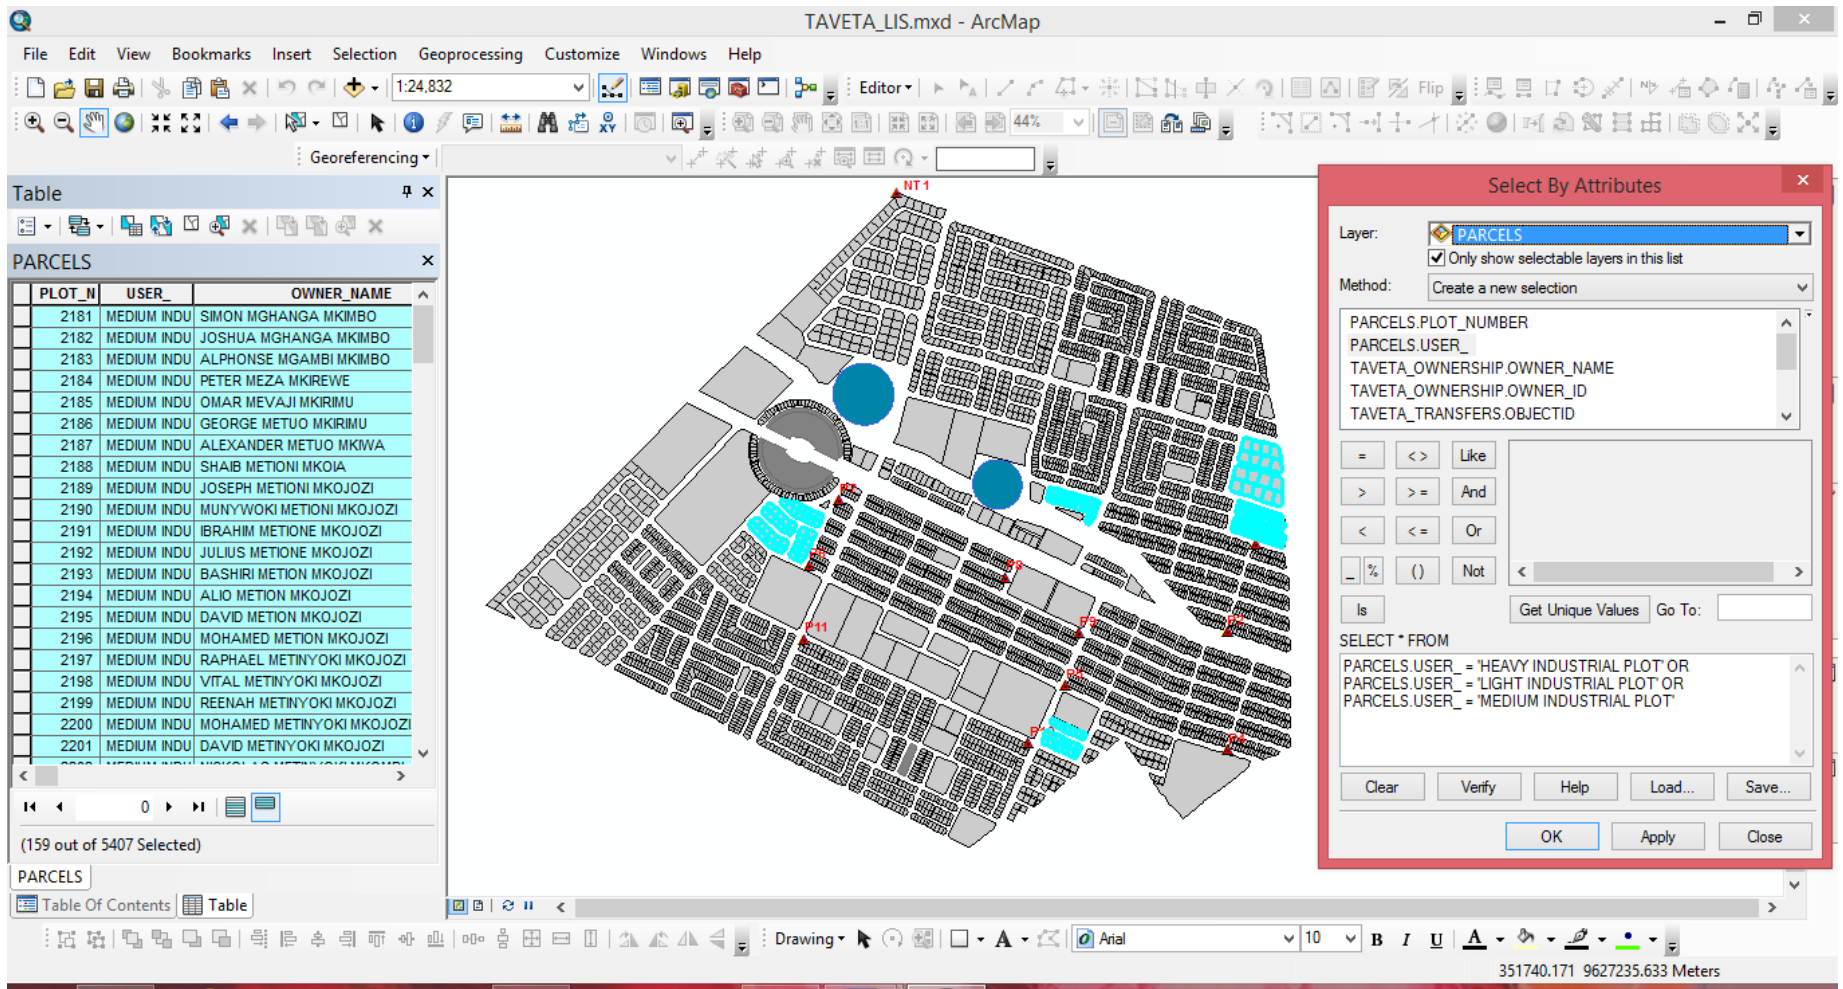 TAVETA_LIS.mxd - ArcMap
File Edit View Bookmarks Insert Selection Geoprocessing Customize Windows Help
1:24,832
Editor
Flip
44%
Georeferencing
Table
PARCELS
PLOT_N USER_ OWNER_NAME
2181 MEDIUM INDU SIMON MGHANGA MKIMBO
2182 MEDIUM INDU JOSHUA MGHANGA MKIMBO
2183 MEDIUM INDU ALPHONSE MGAMBI MKIMBO
2184 MEDIUM INDU PETER MEZA MKIREWE
2185 MEDIUM INDU OMAR MEVAJI MKIRIMU
2186 MEDIUM INDU GEORGE METUO MKIRIMU
2187 MEDIUM INDU ALEXANDER METUO MKIWA
2188 MEDIUM INDU SHAIB METIONI MKOIA
2189 MEDIUM INDU JOSEPH METIONI MKOJOZI
2190 MEDIUM INDU MUNYWOKI METIONI MKOJOZI
2191 MEDIUM INDU IBRAHIM METIONE MKOJOZI
2192 MEDIUM INDU JULIUS METIONE MKOJOZI
2193 MEDIUM INDU BASHIRI METION MKOJOZI
2194 MEDIUM INDU ALIO METION MKOJOZI
2195 MEDIUM INDU DAVID METION MKOJOZI
2196 MEDIUM INDU MOHAMED METION MKOJOZI
2197 MEDIUM INDU RAPHAEL METINYOKI MKOJOZI
2198 MEDIUM INDU VITAL METINYOKI MKOJOZI
2199 MEDIUM INDU REENAH METINYOKI MKOJOZI
2200 MEDIUM INDU MOHAMED METINYOKI MKOJOZI
2201 MEDIUM INDU DAVID METINYOKI MKOJOZI
0
(159 out of 5407 Selected)
PARCELS
Table Of Contents Table
NT 1
P2
P9
P11
P4
Select By Attributes
Layer: PARCELS
Only show selectable layers in this list
Method: Create a new selection
PARCELS.PLOT_NUMBER
PARCELS.USER_
TAVETA_OWNERSHIP.OWNER_NAME
TAVETA_OWNERSHIP.OWNER_ID
TAVETA_TRANSFERS.OBJECTID
= < > Like
> > = And
< < = Or
_ % ( ) Not
Is
Get Unique Values Go To:
SELECT * FROM
PARCELS.USER_ = 'HEAVY INDUSTRIAL PLOT' OR
PARCELS.USER_ = 'LIGHT INDUSTRIAL PLOT' OR
PARCELS.USER_ = 'MEDIUM INDUSTRIAL PLOT'
Clear Verify Help Load... Save...
OK Apply Close
Drawing
A
Arial
10
B I U A
351740.171 9627235.633 Meters